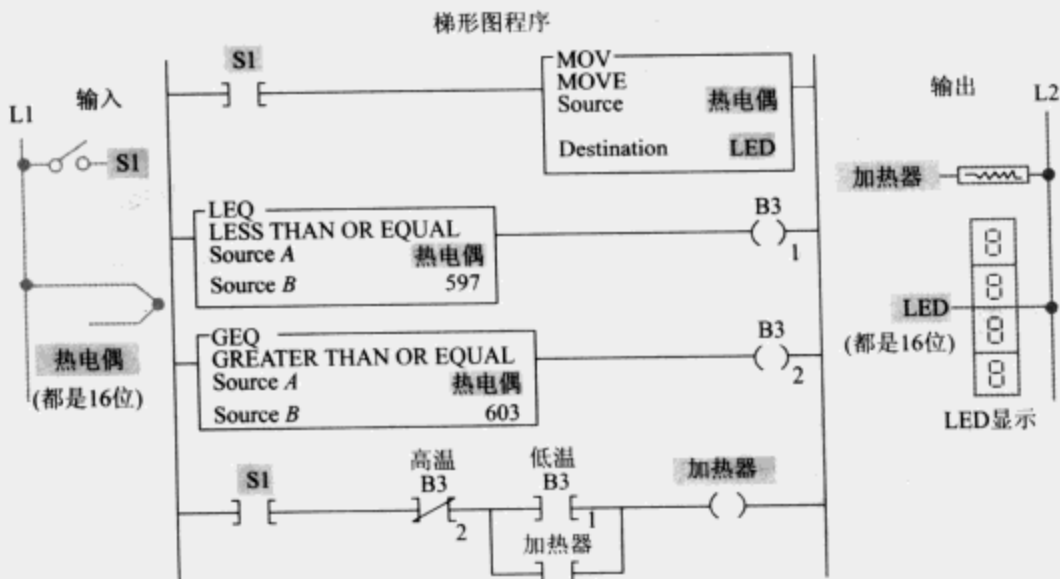 梯形图程序
L1
输入
S1
热电偶
(都是16位)
S1
MOV
MOVE
Source 热电偶
Destination LED
LEQ
LESS THAN OR EQUAL
Source A 热电偶
Source B 597
B3
1
GEQ
GREATER THAN OR EQUAL
Source A 热电偶
Source B 603
B3
2
S1
高温
B3
2
低温
B3
1
加热器
加热器
输出
L2
加热器
LED
(都是16位)
LED显示